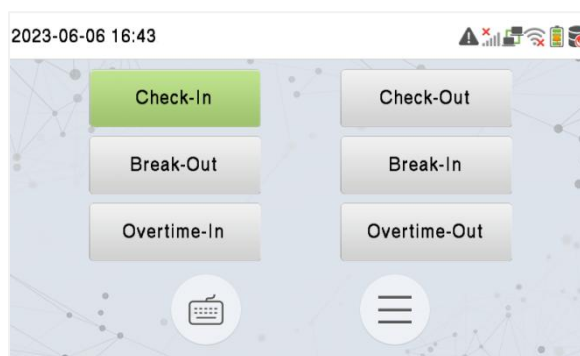 2023-06-06 16:43
Check-In Check-Out
Break-Out Break-In
Overtime-In Overtime-Out